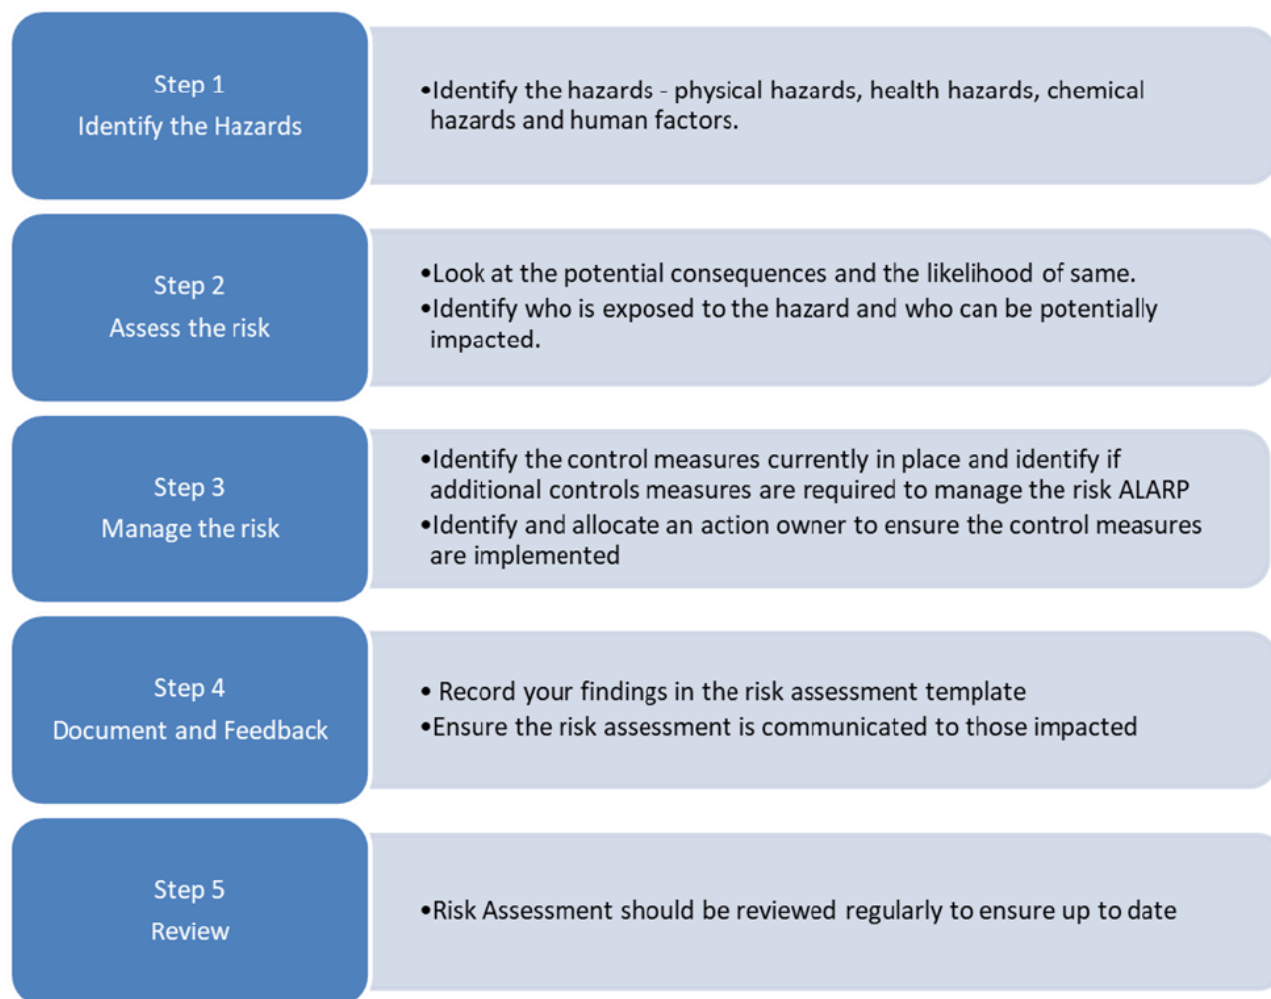 Step 1
Identify the Hazards
•Identify the hazards - physical hazards, health hazards, chemical
hazards and human factors.
Step 2
Assess the risk
•Look at the potential consequences and the likelihood of same.
•Identify who is exposed to the hazard and who can be potentially
impacted.
Step 3
Manage the risk
•Identify the control measures currently in place and identify if
additional controls measures are required to manage the risk ALARP
•Identify and allocate an action owner to ensure the control measures
are implemented
Step 4
Document and Feedback
• Record your findings in the risk assessment template
•Ensure the risk assessment is communicated to those impacted
Step 5
Review
•Risk Assessment should be reviewed regularly to ensure up to date